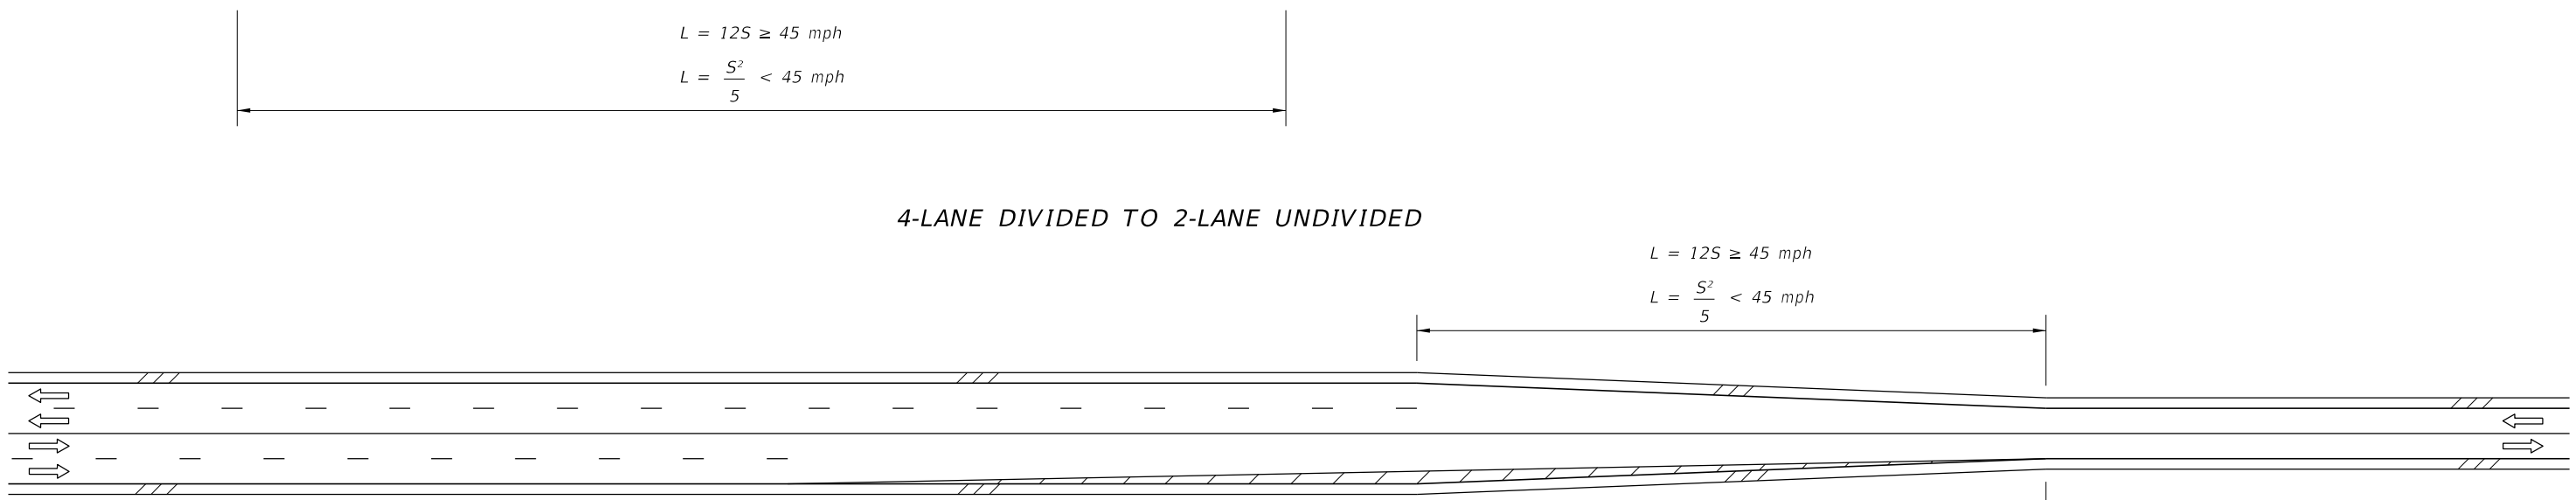 L = 12S ≥ 45 mph
L = S²/5 < 45 mph
4-LANE DIVIDED TO 2-LANE UNDIVIDED
L = 12S ≥ 45 mph
L = S²/5 < 45 mph